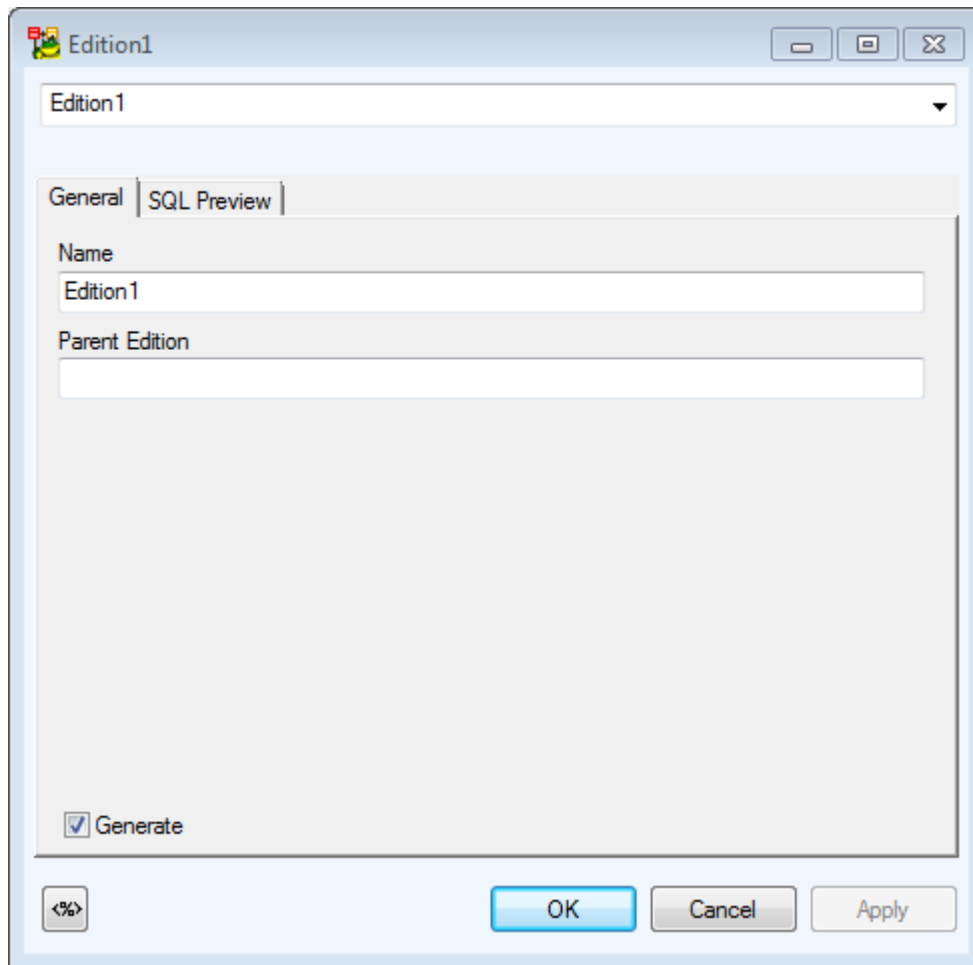 Edition1
Edition1
General
SQL Preview
Name
Edition1
Parent Edition
Generate
<%>
OK
Cancel
Apply